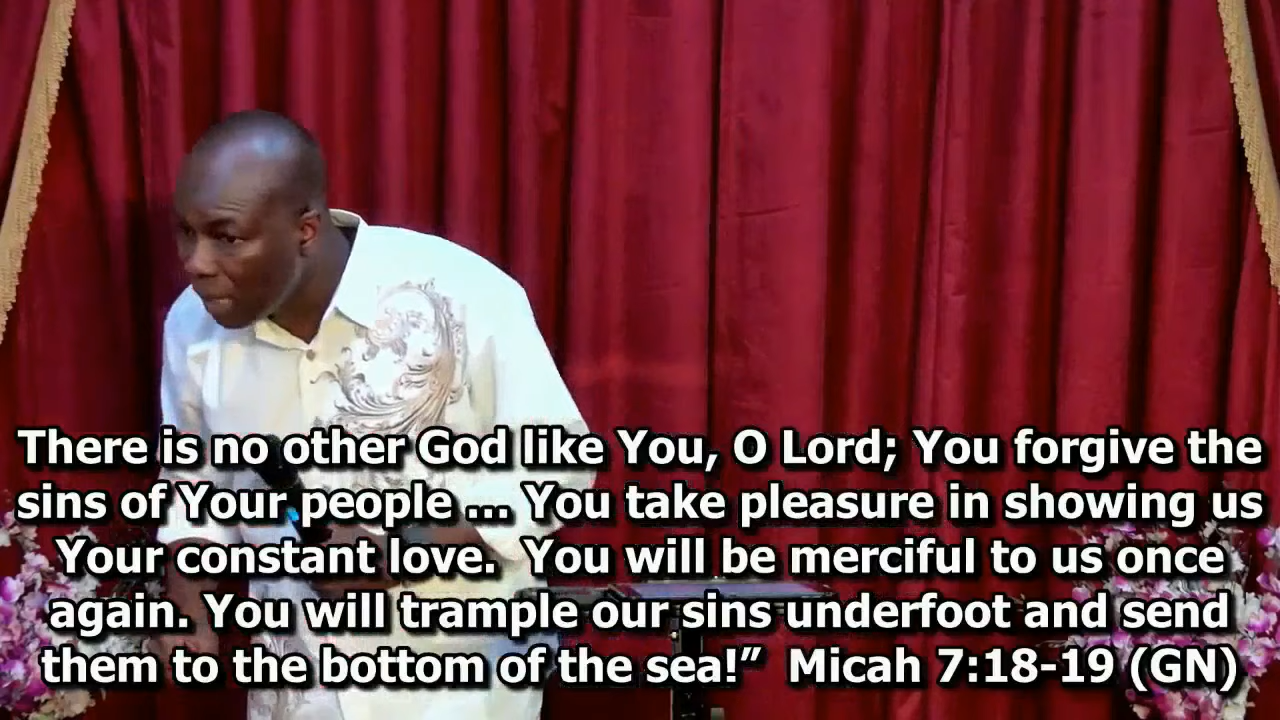 There is no other God like You, O Lord; You forgive the
sins of Your people ... You take pleasure in showing us
Your constant love.  You will be merciful to us once
again. You will trample our sins underfoot and send
them to the bottom of the sea!”  Micah 7:18-19 (GN)